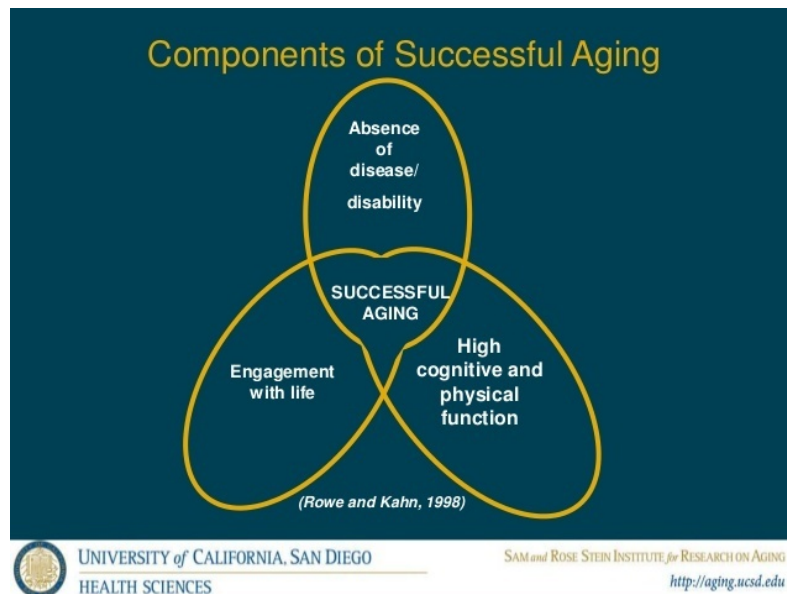 Components of Successful Aging
Absence
of
disease/
disability
SUCCESSFUL
AGING
Engagement
with life
High
cognitive and
physical
function
(Rowe and Kahn, 1998)
UNIVERSITY of CALIFORNIA, SAN DIEGO
HEALTH SCIENCES
SAM and ROSE STEIN INSTITUTE for RESEARCH ON AGING
http://aging.ucsd.edu